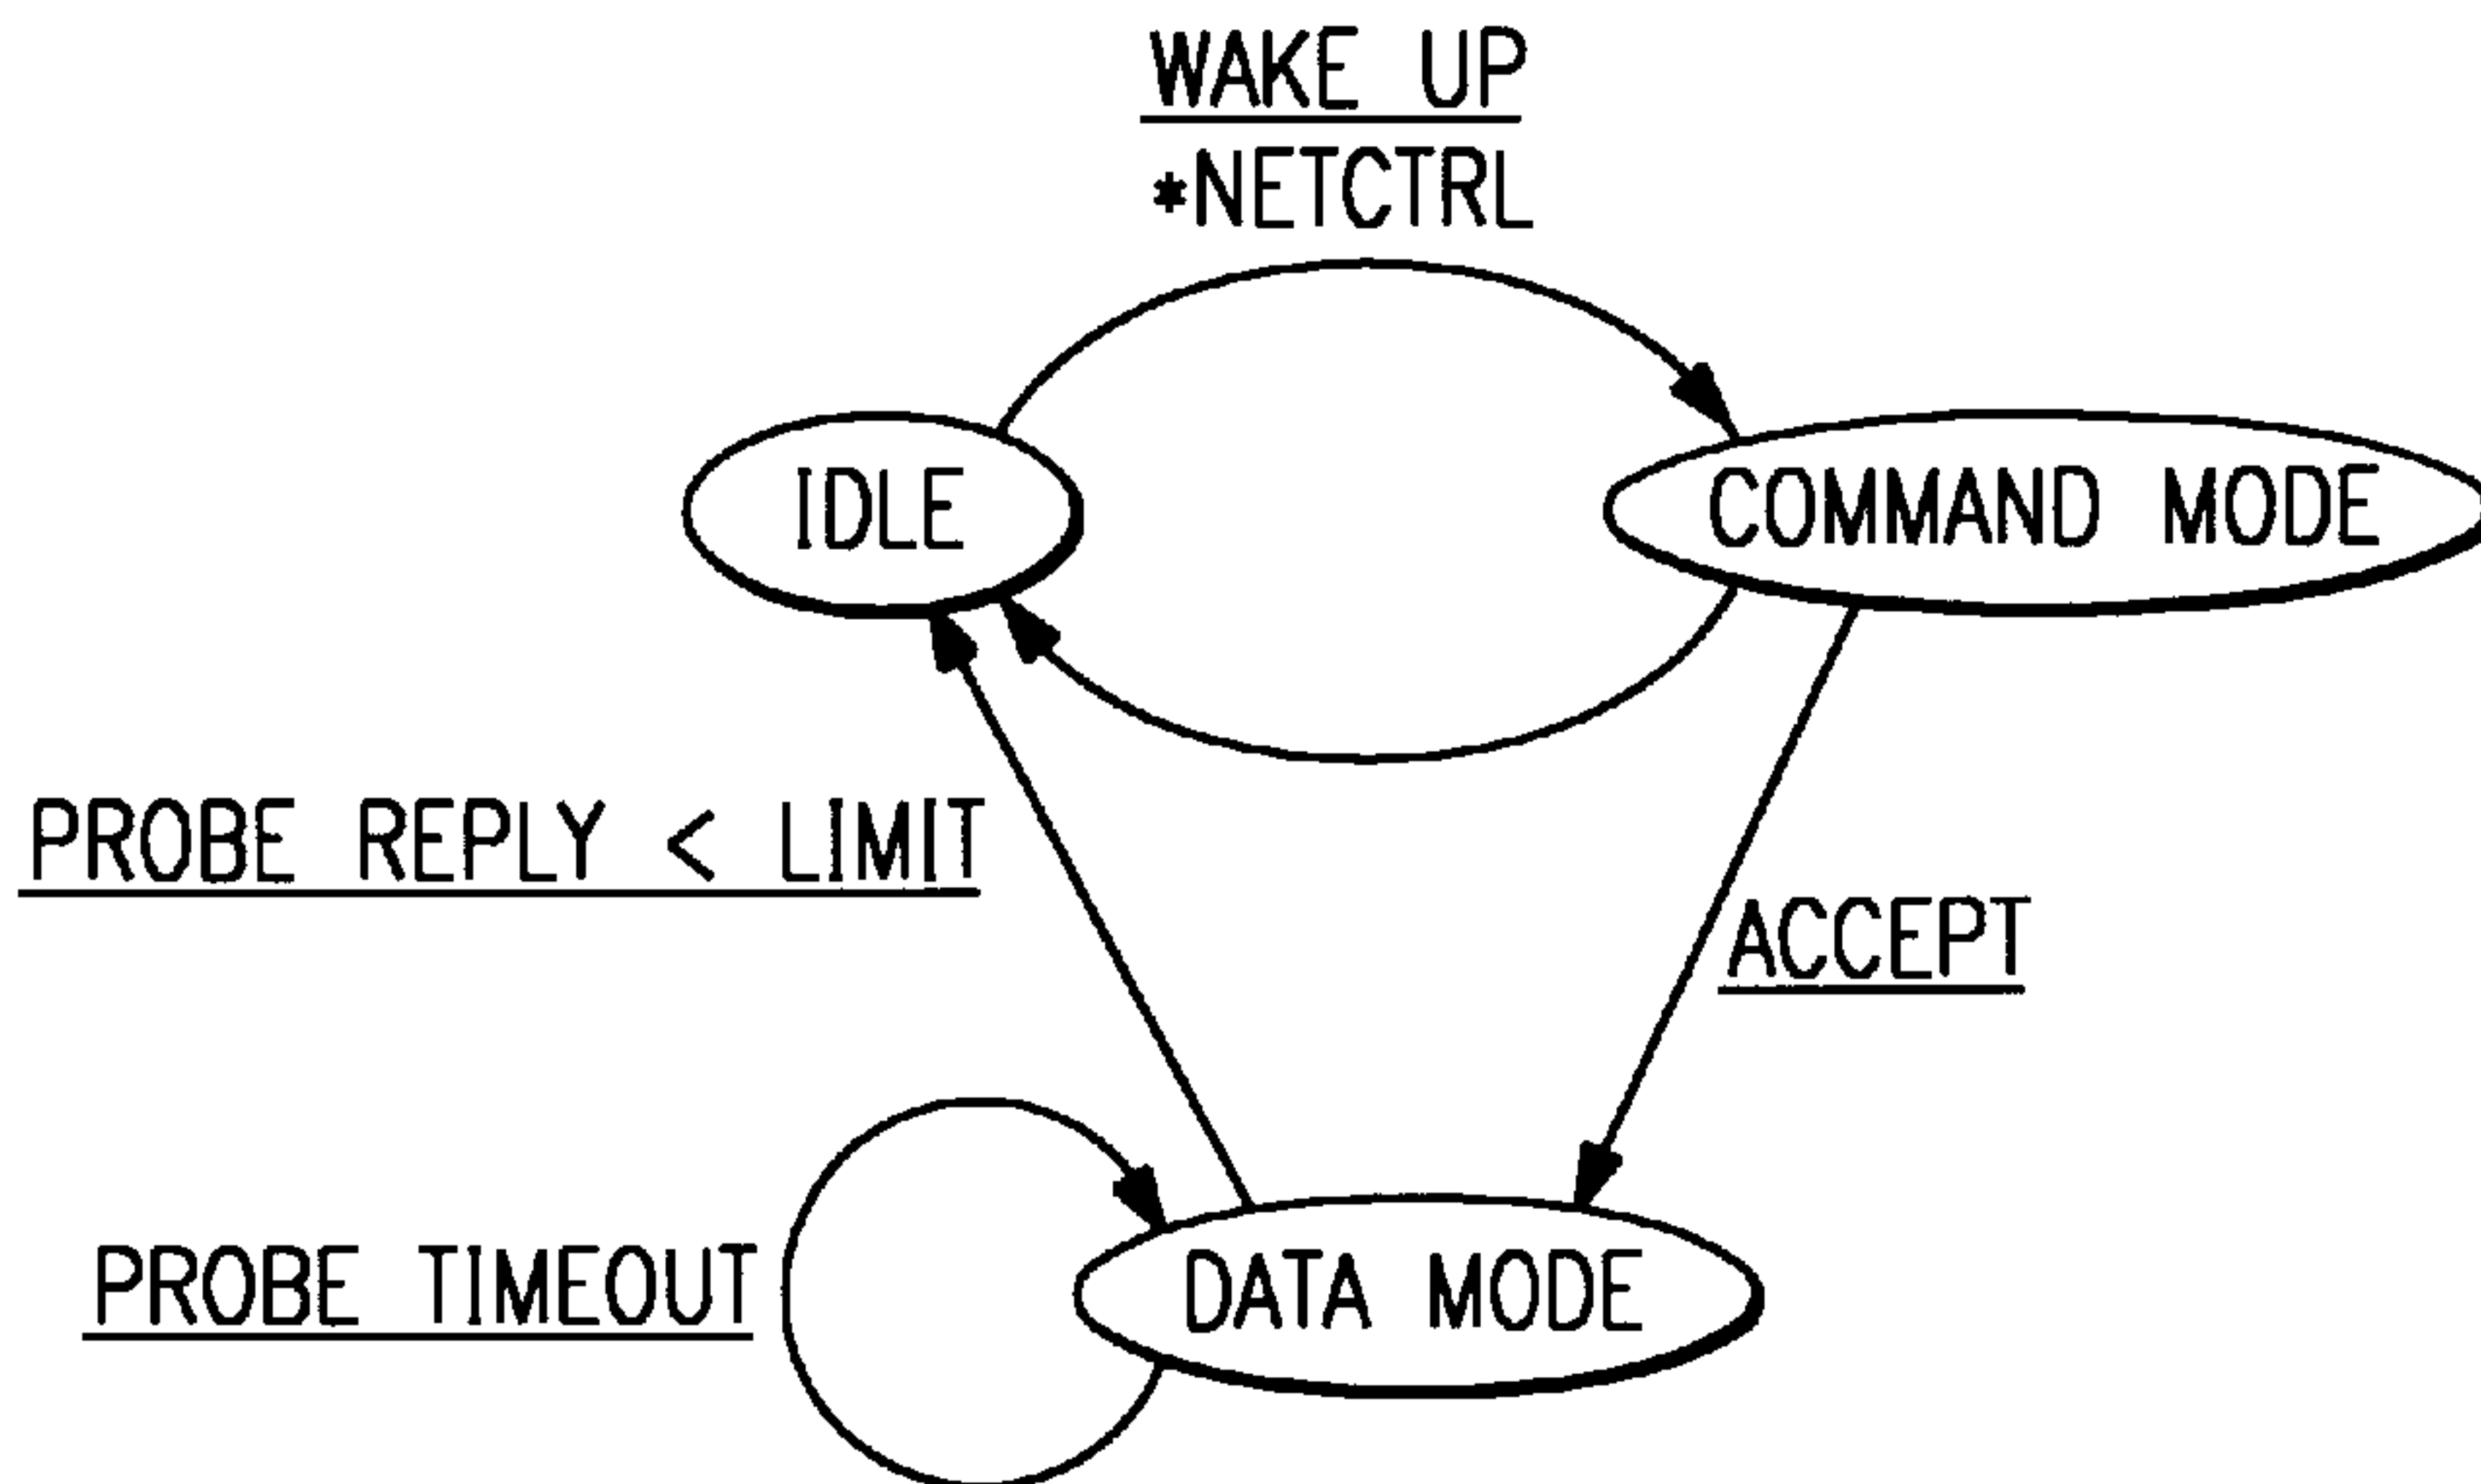 WAKE UP
*NETCTRL
IDLE
COMMAND MODE
PROBE REPLY < LIMIT
ACCEPT
PROBE TIMEOUT
DATA MODE